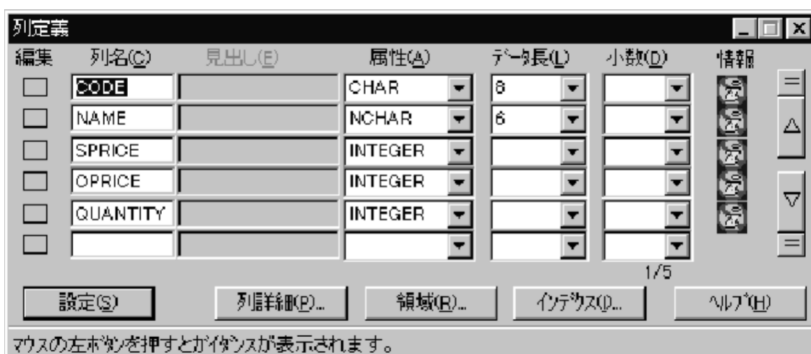 列定義
編集 列名(C) 見出し(E) 属性(A) データ長(L) 小数(D) 情報
CODE CHAR 6
NAME NCHAR 6
SPRICE INTEGER
OPRICE INTEGER
QUANTITY INTEGER
1/5
設定(S) 列詳細(P)... 領域(R)... インデックス(I)... ヘルプ(H)
マウスの左ボタンを押すとガイダンスが表示されます。